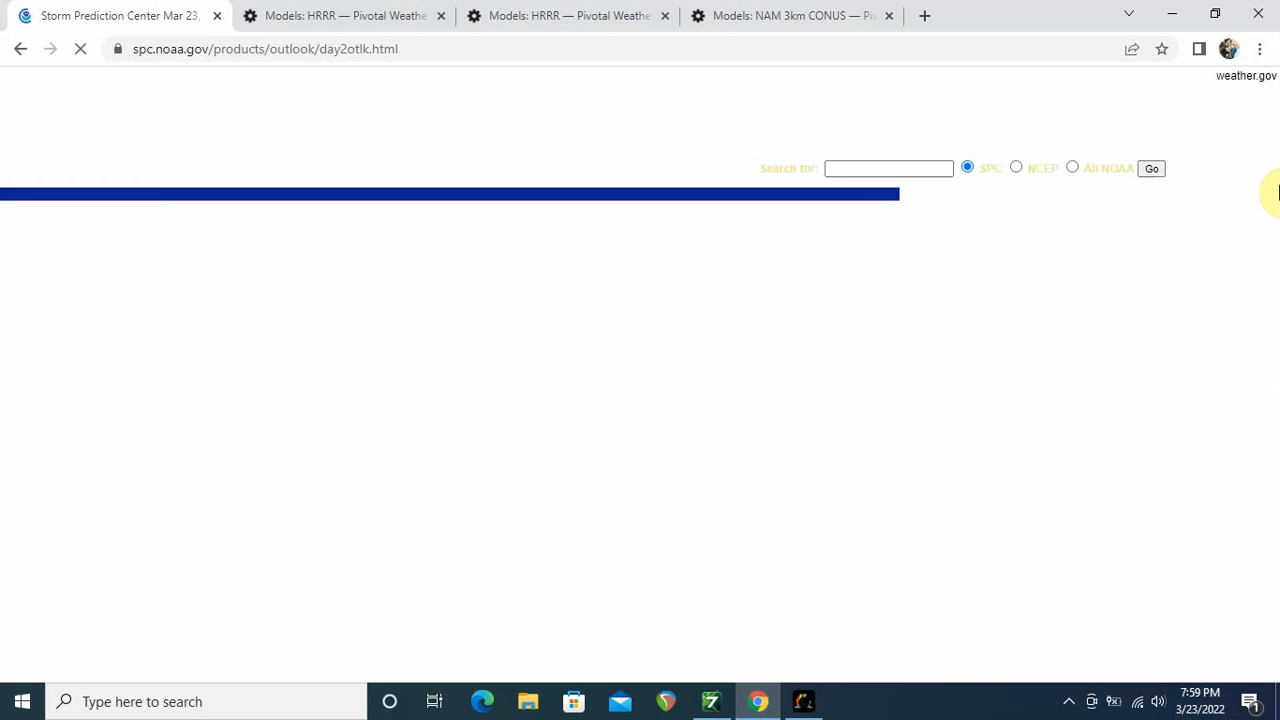 Storm Prediction Center Mar 23,
Models: HRRR — Pivotal Weathe
Models: HRRR — Pivotal Weathe
Models: NAM 3km CONUS — Pi
spc.noaa.gov/products/outlook/day2otlk.html
weather.gov
Search for: SPC NCEP All NOAA Go
Type here to search
7:59 PM
3/23/2022
1